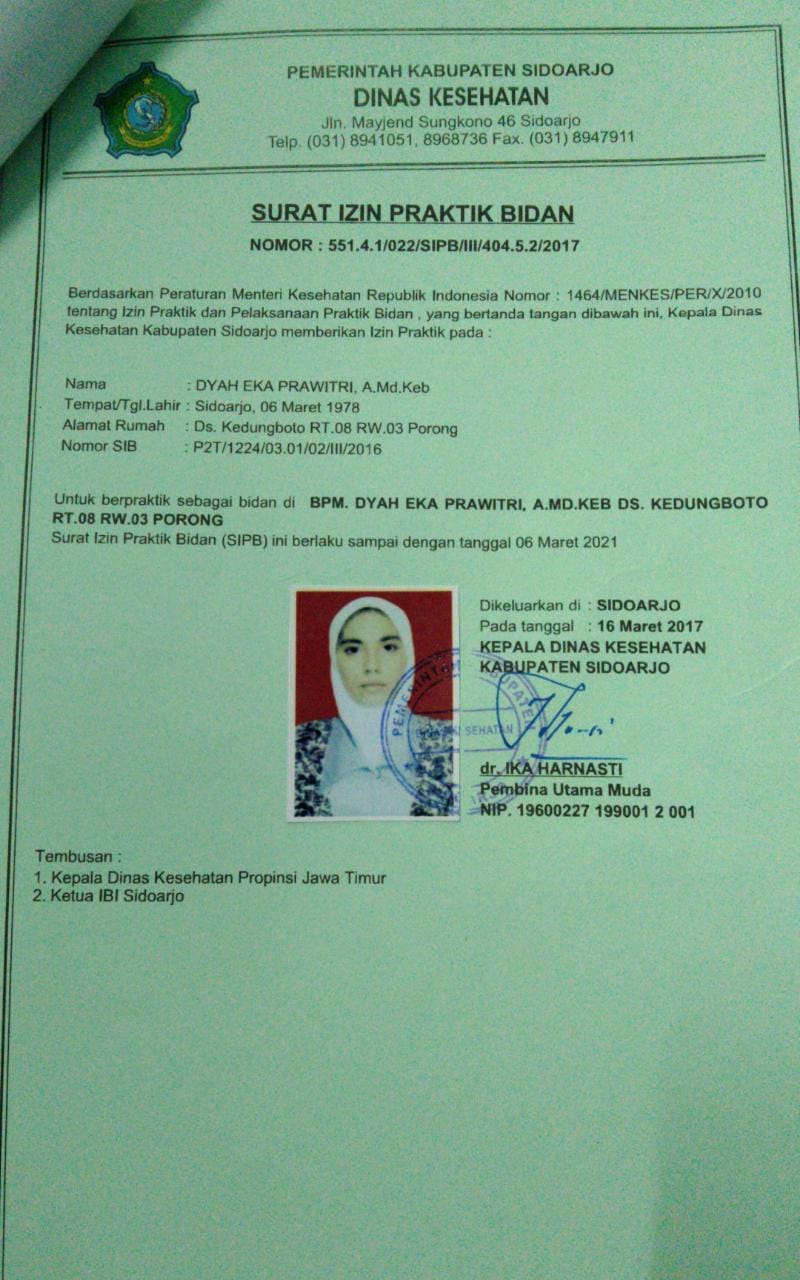 PEMERINTAH KABUPATEN SIDOARJO
DINAS KESEHATAN
Jln. Mayjend Sungkono 46 Sidoarjo
Telp. (031) 8941051, 8968736 Fax. (031) 8947911
SURAT IZIN PRAKTIK BIDAN
NOMOR : 551.4.1/022/SIPB/III/404.5.2/2017
Berdasarkan Peraturan Menteri Kesehatan Republik Indonesia Nomor : 1464/MENKES/PER/X/2010
tentang Izin Praktik dan Pelaksanaan Praktik Bidan , yang bertanda tangan dibawah ini, Kepala Dinas
Kesehatan Kabupaten Sidoarjo memberikan Izin Praktik pada :
Nama : DYAH EKA PRAWITRI, A.Md.Keb
Tempat/Tgl.Lahir : Sidoarjo, 06 Maret 1978
Alamat Rumah : Ds. Kedungboto RT.08 RW.03 Porong
Nomor SIB : P2T/1224/03.01/02/III/2016
Untuk berpraktik sebagai bidan di BPM. DYAH EKA PRAWITRI, A.MD.KEB DS. KEDUNGBOTO
RT.08 RW.03 PORONG
Surat Izin Praktik Bidan (SIPB) ini berlaku sampai dengan tanggal 06 Maret 2021
Dikeluarkan di : SIDOARJO
Pada tanggal : 16 Maret 2017
KEPALA DINAS KESEHATAN
KABUPATEN SIDOARJO
dr. IKA HARNASTI
Pembina Utama Muda
NIP. 19600227 199001 2 001
Tembusan :
1. Kepala Dinas Kesehatan Propinsi Jawa Timur
2. Ketua IBI Sidoarjo